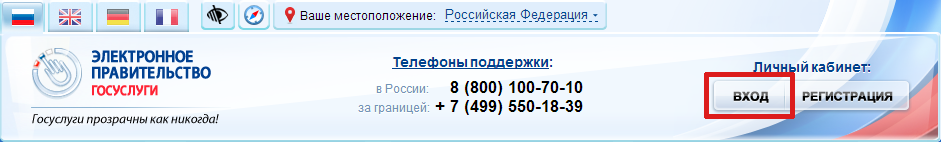 Ваше местоположение: Российская Федерация
ЭЛЕКТРОННОЕ
ПРАВИТЕЛЬСТВО
ГОСУСЛУГИ
Госуслуги прозрачны как никогда!
Телефоны поддержки:
в России: 8 (800) 100-70-10
за границей: + 7 (499) 550-18-39
Личный кабинет:
ВХОД РЕГИСТРАЦИЯ